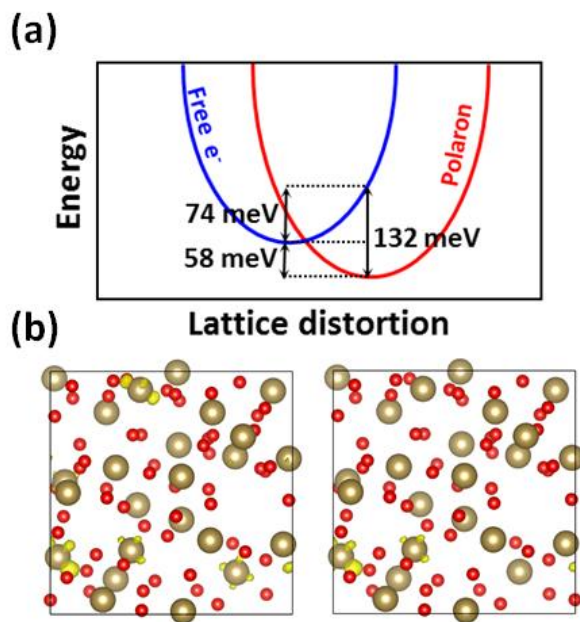 (a)
Energy
Free e-
Polaron
74 meV
132 meV
58 meV
Lattice distortion
(b)